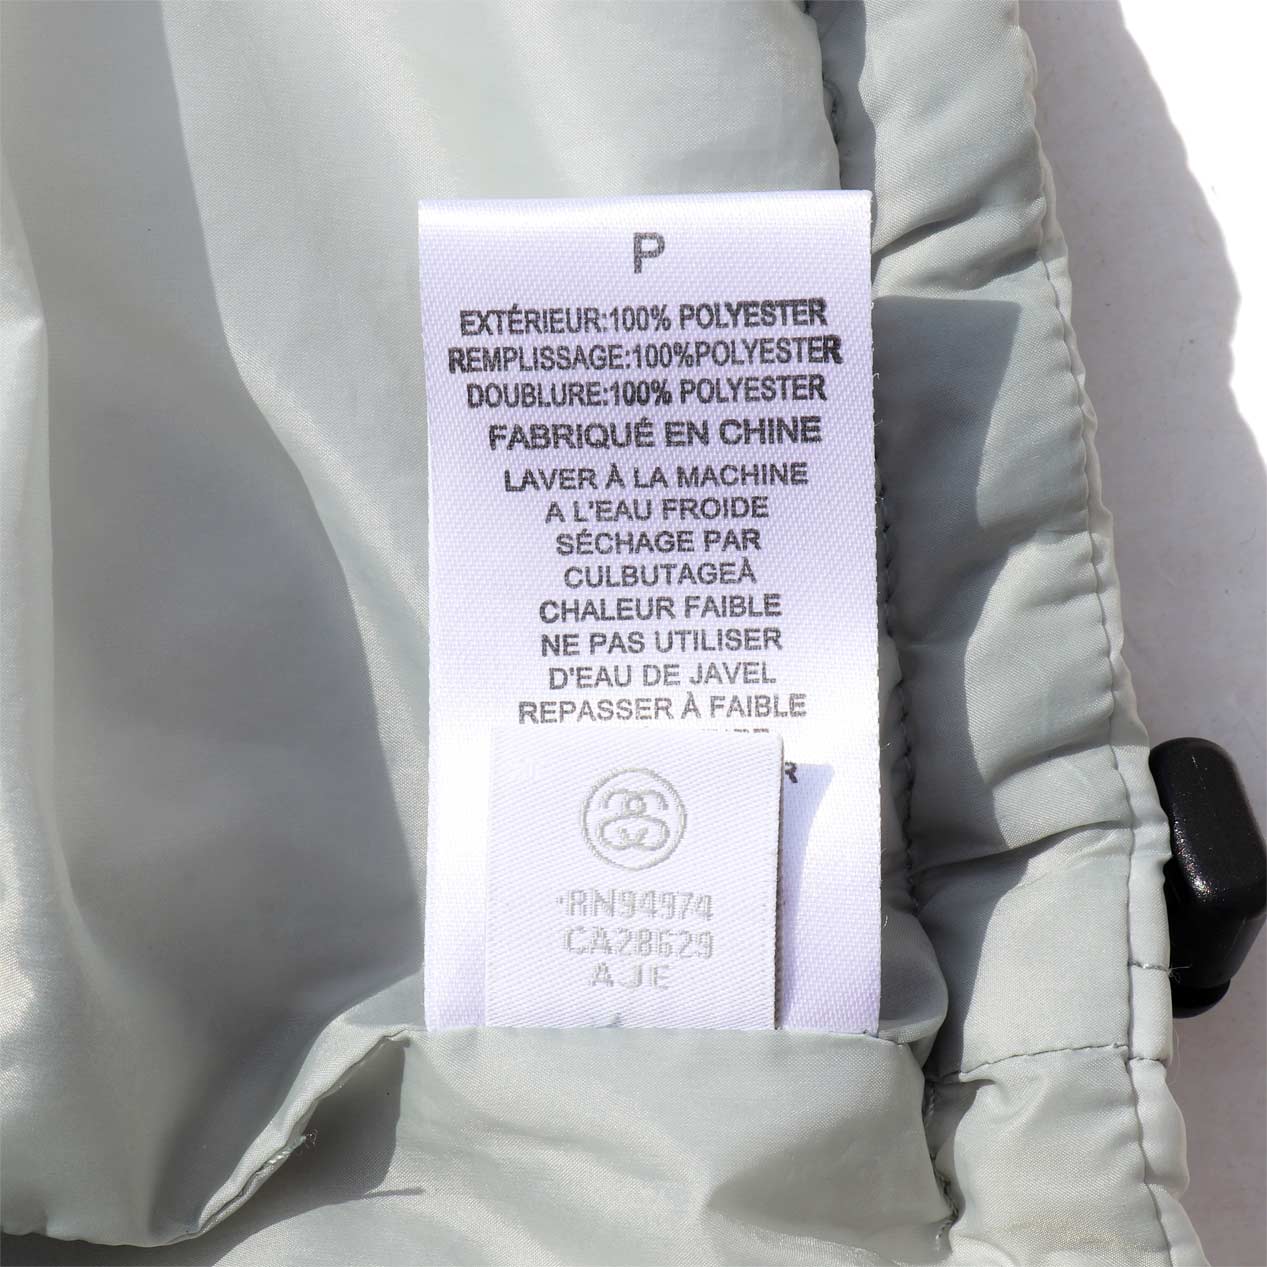 P
EXTÉRIEUR:100% POLYESTER
REMPLISSAGE:100%POLYESTER
DOUBLURE:100% POLYESTER
FABRIQUÉ EN CHINE
LAVER À LA MACHINE
A L'EAU FROIDE
SÉCHAGE PAR
CULBUTAGEÀ
CHALEUR FAIBLE
NE PAS UTILISER
D'EAU DE JAVEL
REPASSER À FAIBLE
RN94974
CA28629
AJE